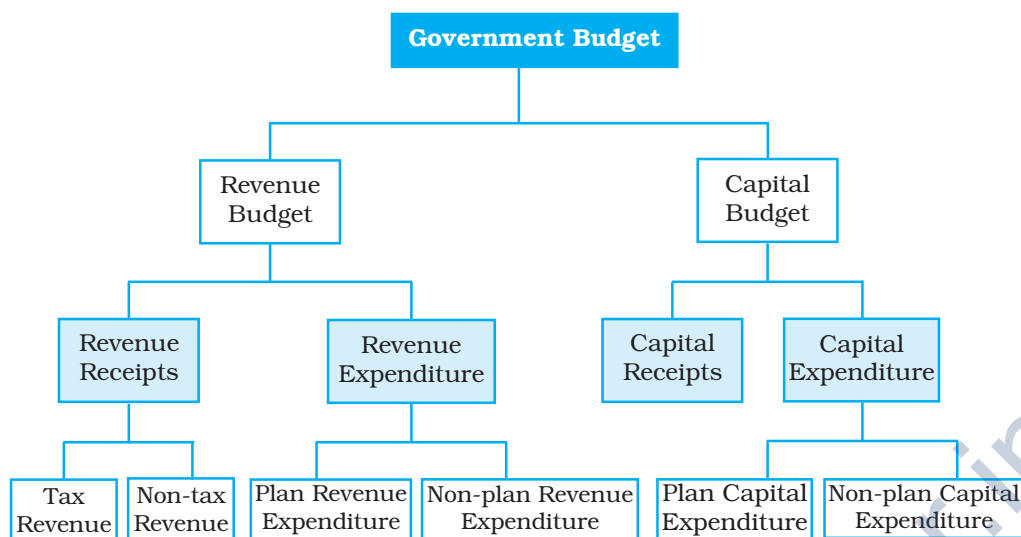 Government Budget
Revenue
Budget
Capital
Budget
Revenue
Receipts
Revenue
Expenditure
Capital
Receipts
Capital
Expenditure
Tax
Revenue
Non-tax
Revenue
Plan Revenue
Expenditure
Non-plan Revenue
Expenditure
Plan Capital
Expenditure
Non-plan Capital
Expenditure